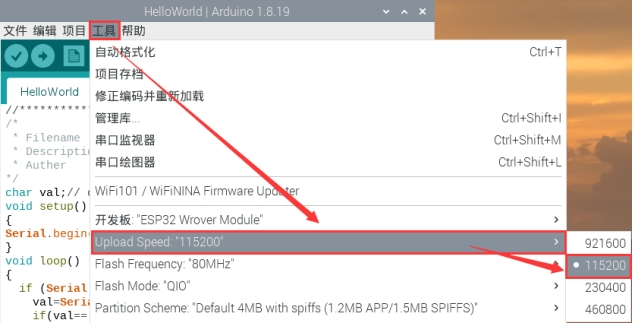 HelloWorld | Arduino 1.8.19
文件 编辑 项目 工具 帮助
自动格式化 Ctrl+T
项目存档
修正编码并重新加载
管理库... Ctrl+Shift+I
串口监视器 Ctrl+Shift+M
串口绘图器 Ctrl+Shift+L
WiFi101 / WiFiNINA Firmware Updater
开发板: "ESP32 Wrover Module"
Upload Speed: "115200"
Flash Frequency: "80MHz"
Flash Mode: "QIO"
Partition Scheme: "Default 4MB with spiffs (1.2MB APP/1.5MB SPIFFS)"
921600
115200
230400
460800
HelloWorld
//***********
/*
* Filename
* Descriptio
* Auther
*/
char val;//
void setup()
{
Serial.begin
}
void loop()
{
if (Serial
val=Seria
if(val==